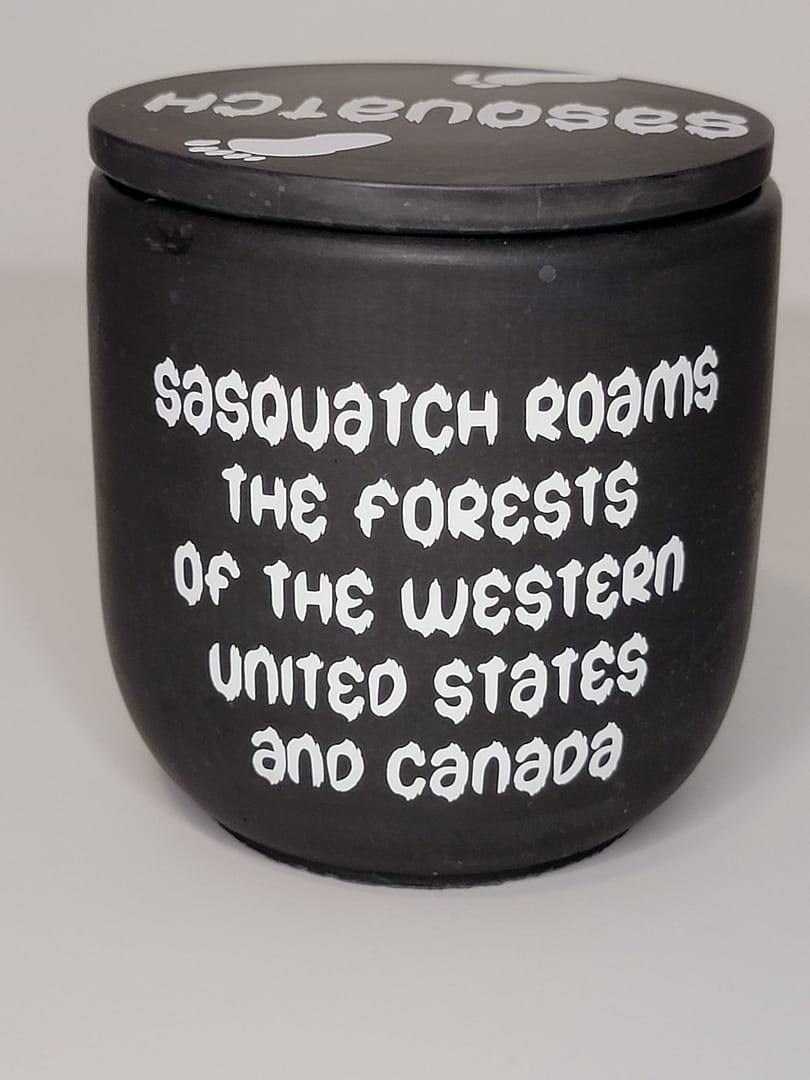 SASQUATCH
SASQUATCH ROAMS
THE FORESTS
OF THE WESTERN
UNITED STATES
AND CANADA